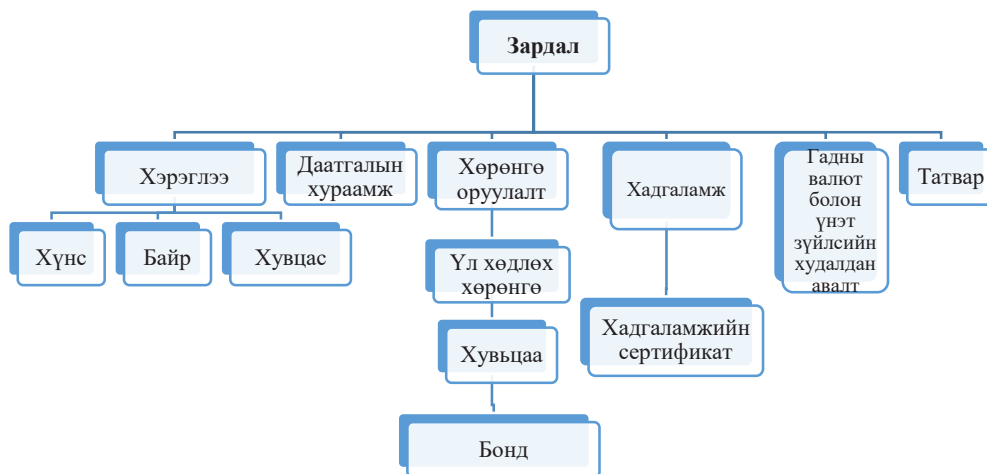 Зардал
Хэрэглээ
Даатгалын
хураамж
Хөрөнгө
оруулалт
Хадгаламж
Гадны
валют
болон
үнэт
зүйлсийн
худалдан
авалт
Татвар
Хүнс
Байр
Хувцас
Үл хөдлөх
хөрөнгө
Хадгаламжийн
сертификат
Хувьцаа
Бонд